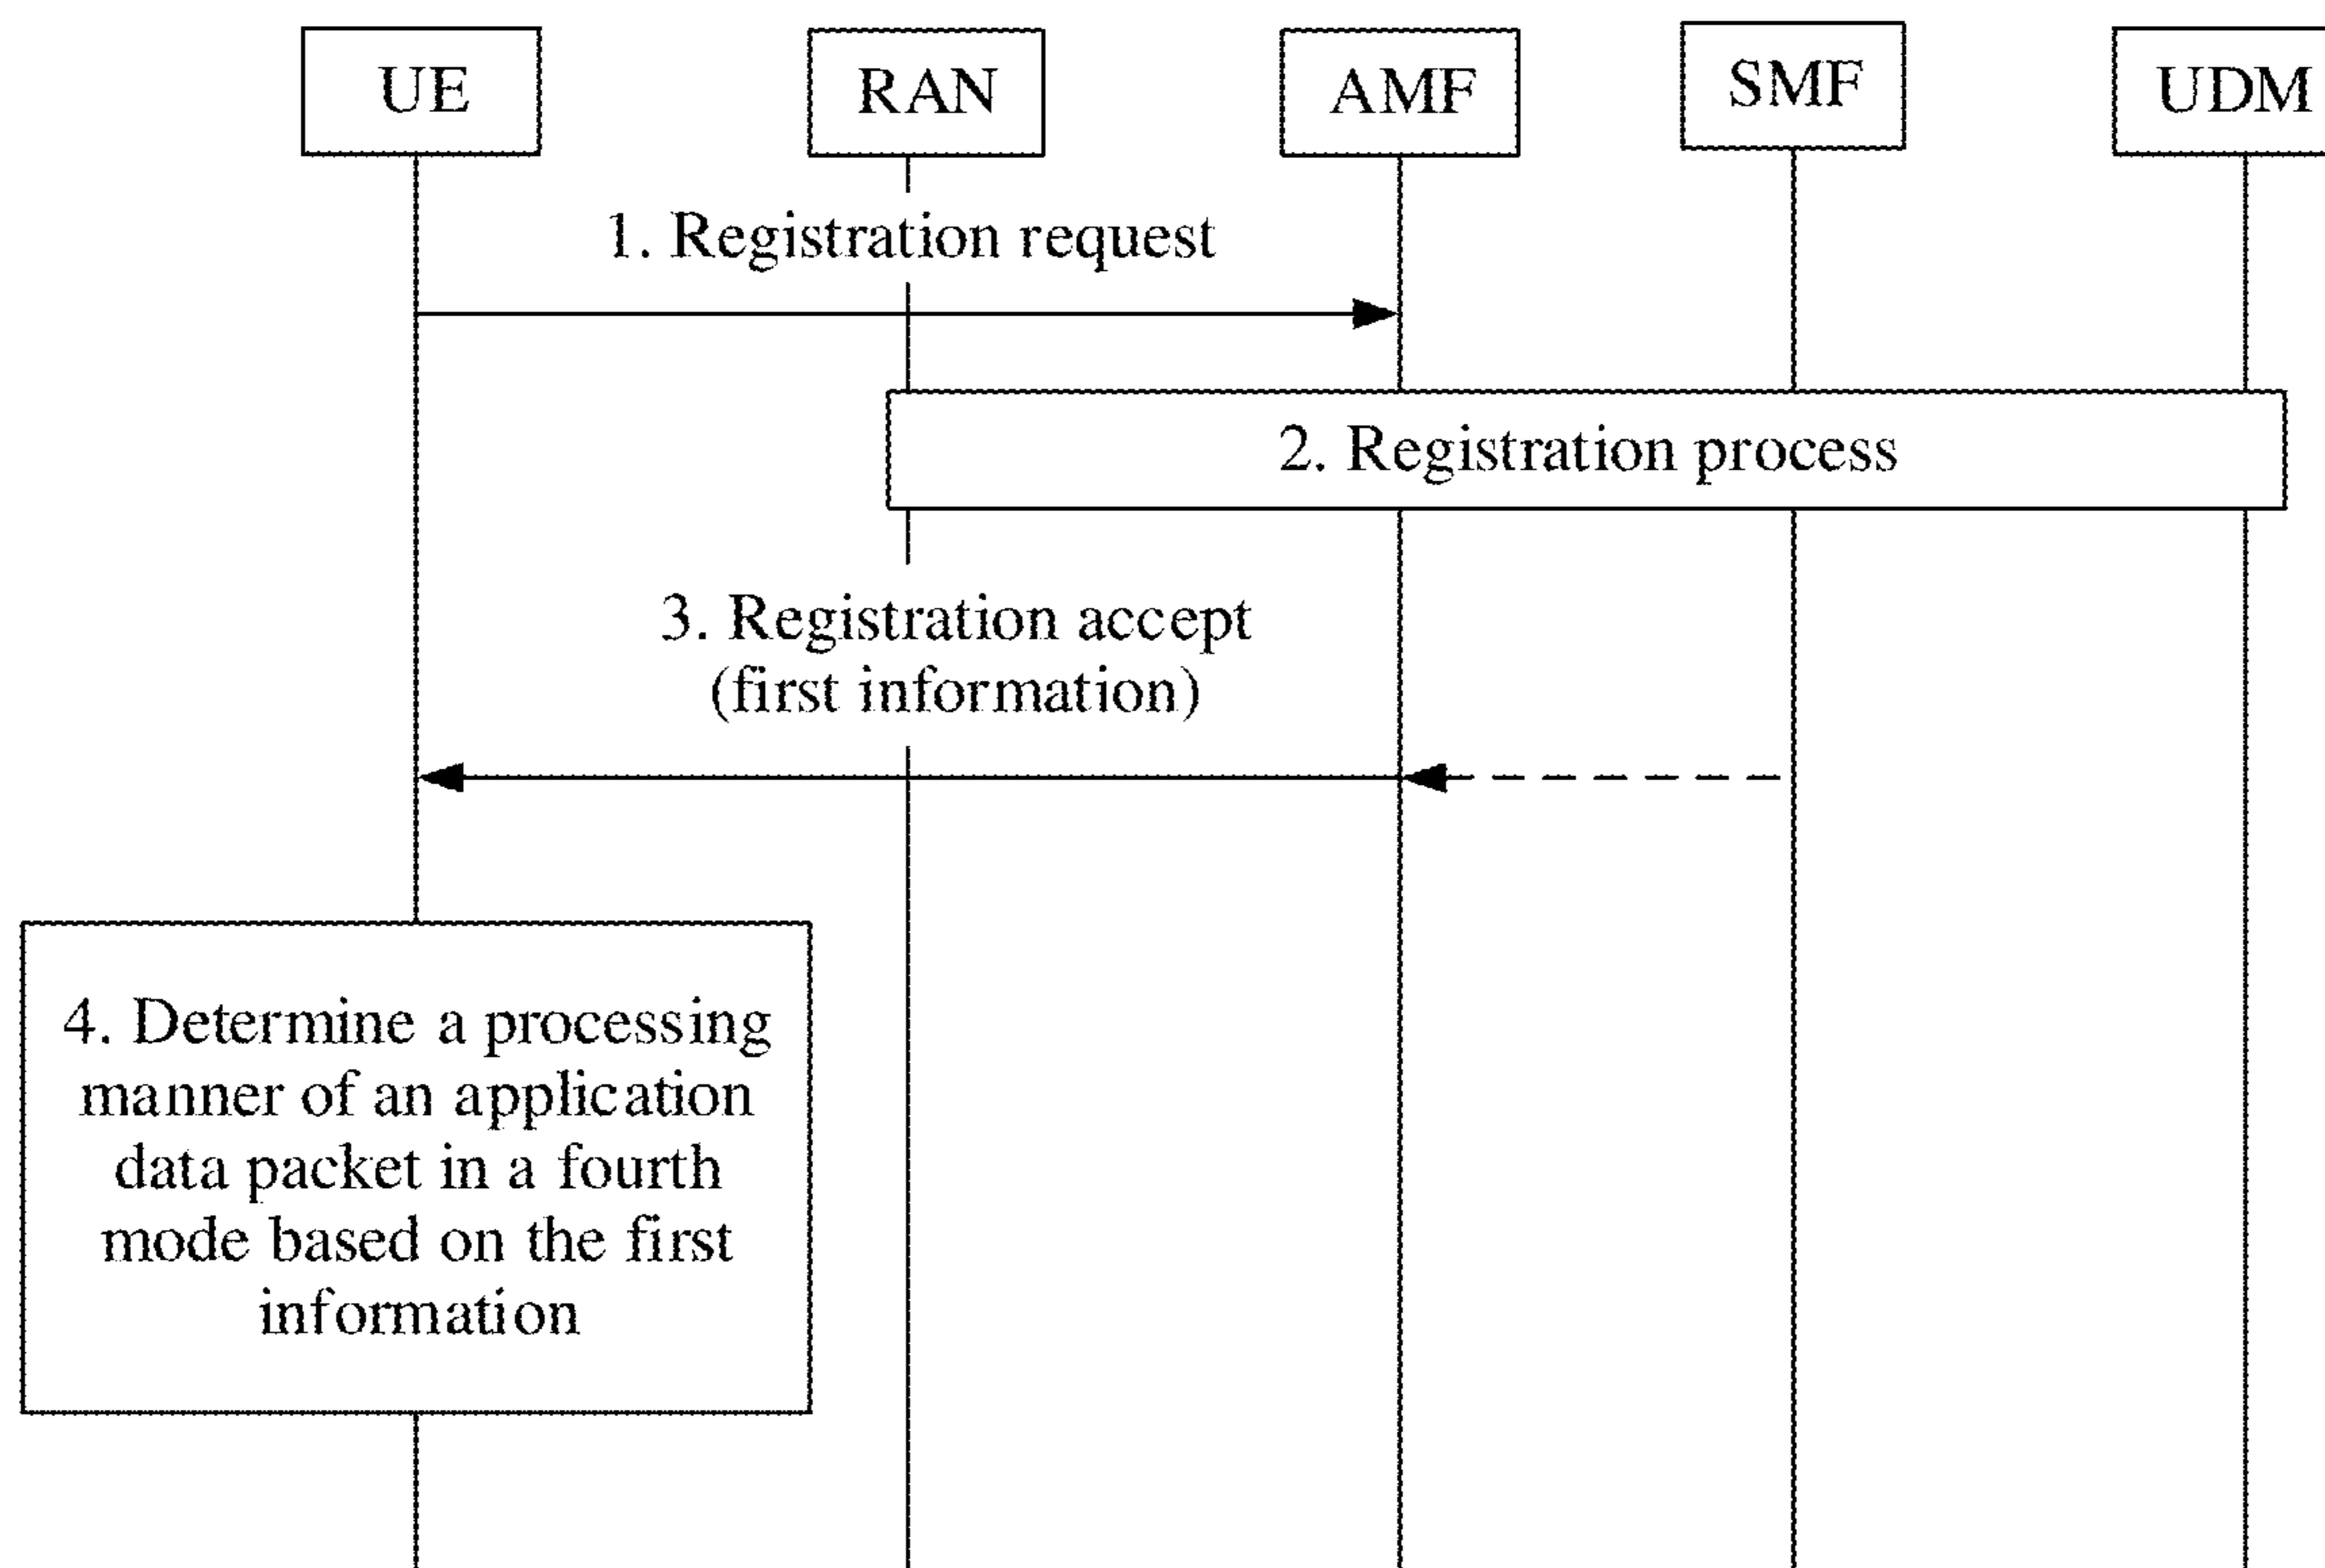 UE
RAN
AMF
SMF
UDM
1. Registration request
2. Registration process
3. Registration accept
(first information)
4. Determine a processing
manner of an application
data packet in a fourth
mode based on the first
information